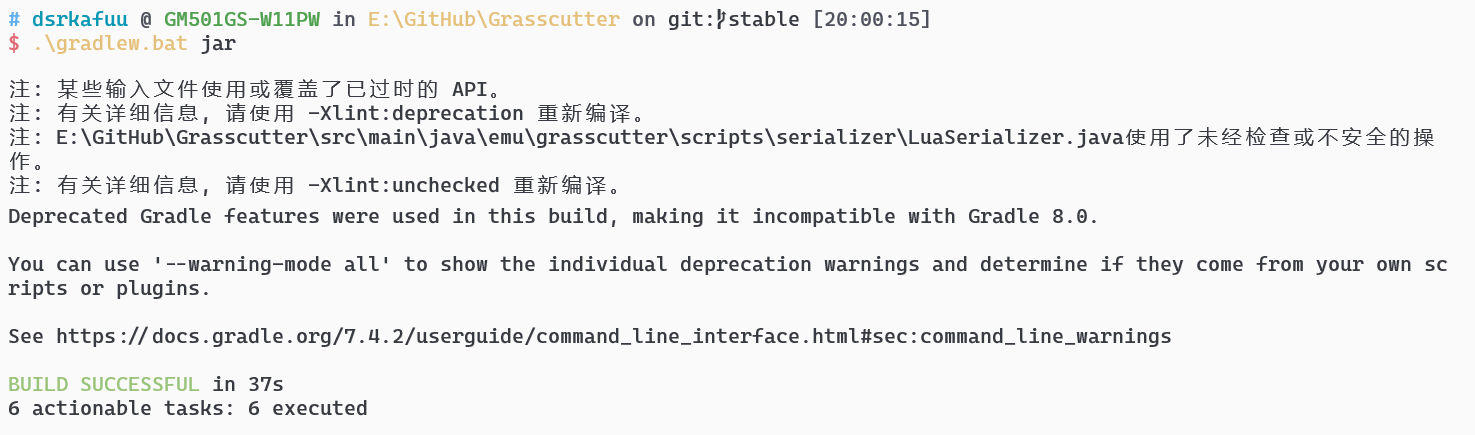 # dsrkafuu @ GM501GS-W11PW in E:\GitHub\Grasscutter on git:stable [20:00:15]
$ .\gradlew.bat jar
注: 某些输入文件使用或覆盖了已过时的 API。
注: 有关详细信息, 请使用 -Xlint:deprecation 重新编译。
注: E:\GitHub\Grasscutter\src\main\java\emu\grasscutter\scripts\serializer\LuaSerializer.java使用了未经检查或不安全的操
作。
注: 有关详细信息, 请使用 -Xlint:unchecked 重新编译。
Deprecated Gradle features were used in this build, making it incompatible with Gradle 8.0.
You can use '--warning-mode all' to show the individual deprecation warnings and determine if they come from your own sc
ripts or plugins.
See https://docs.gradle.org/7.4.2/userguide/command_line_interface.html#sec:command_line_warnings
BUILD SUCCESSFUL in 37s
6 actionable tasks: 6 executed